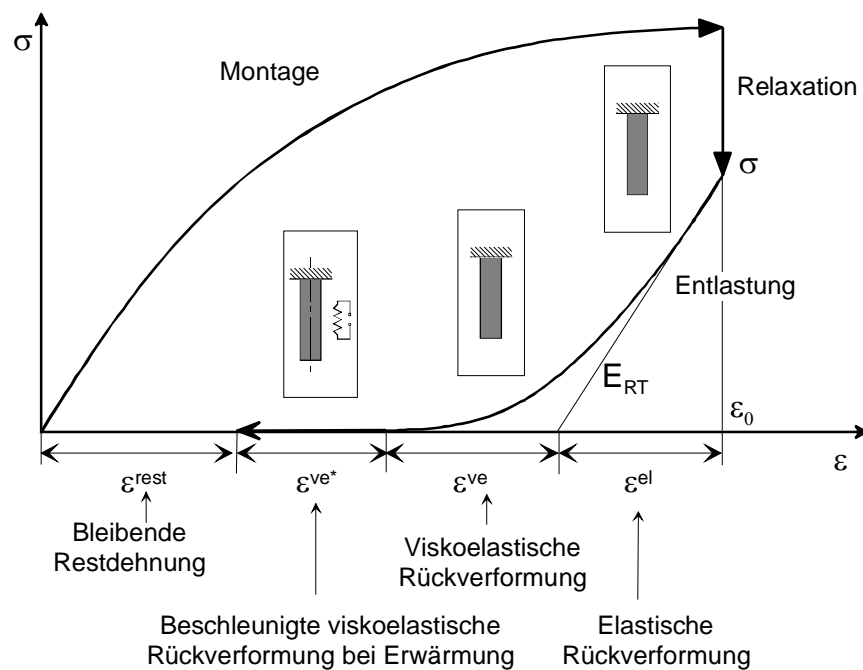 σ
Montage
Relaxation
σ
Entlastung
E_RT
ε₀
ε
ε^rest
ε^ve*
ε^ve
ε^el
Bleibende
Restdehnung
Viskoelastische
Rückverformung
Beschleunigte viskoelastische
Rückverformung bei Erwärmung
Elastische
Rückverformung